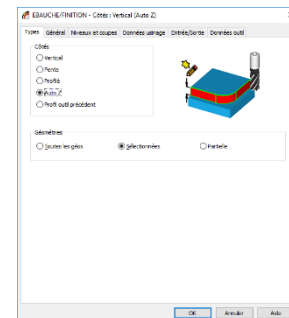 EBAUCHE/FINITION - Côtés : Vertical (Auto Z)
Types Général Niveaux et coupes Données usinage Entrée/Sortie Données outil
Côtés
Vertical
Pente
Profilé
Auto Z
Profil outil précédent
Géométries
Toutes les géos Sélectionnées Partielle
OK Annuler Aide